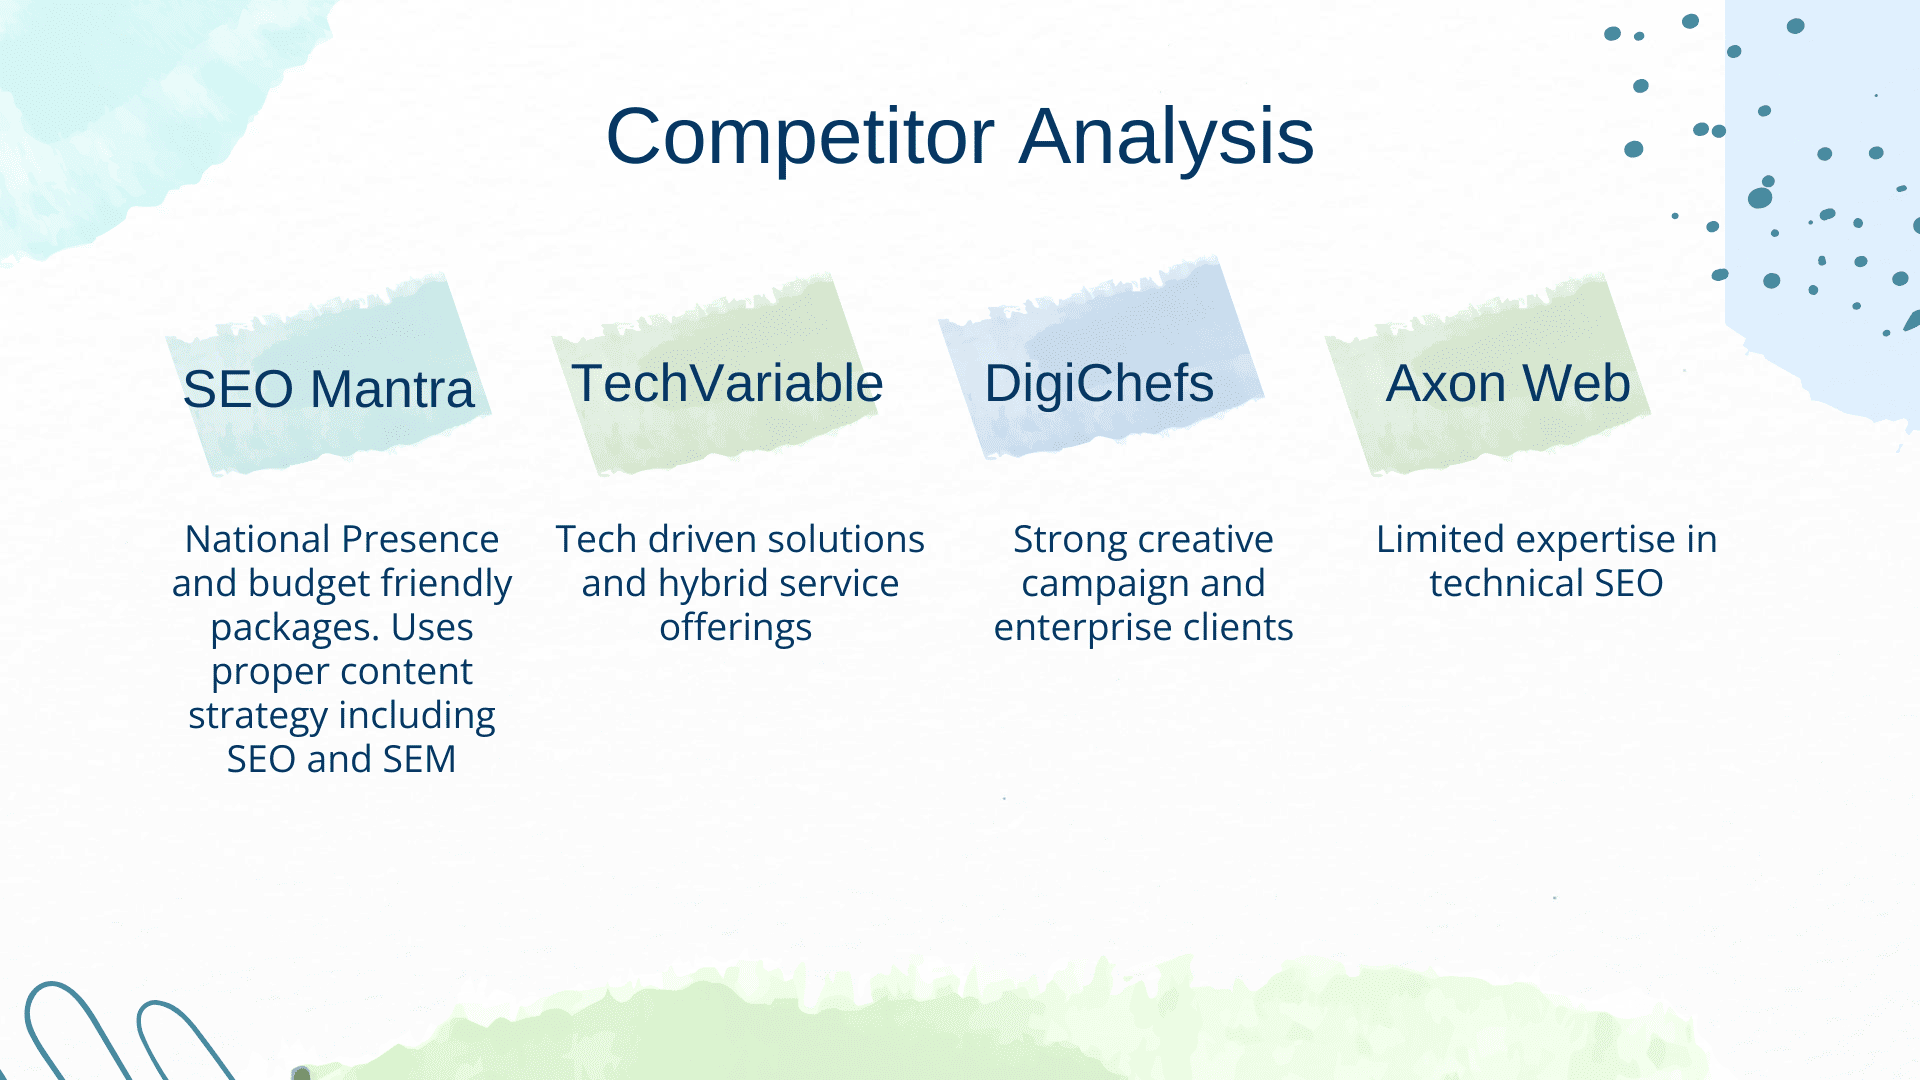 Competitor Analysis
SEO Mantra
National Presence
and budget friendly
packages. Uses
proper content
strategy including
SEO and SEM
TechVariable
Tech driven solutions
and hybrid service
offerings
DigiChefs
Strong creative
campaign and
enterprise clients
Axon Web
Limited expertise in
technical SEO